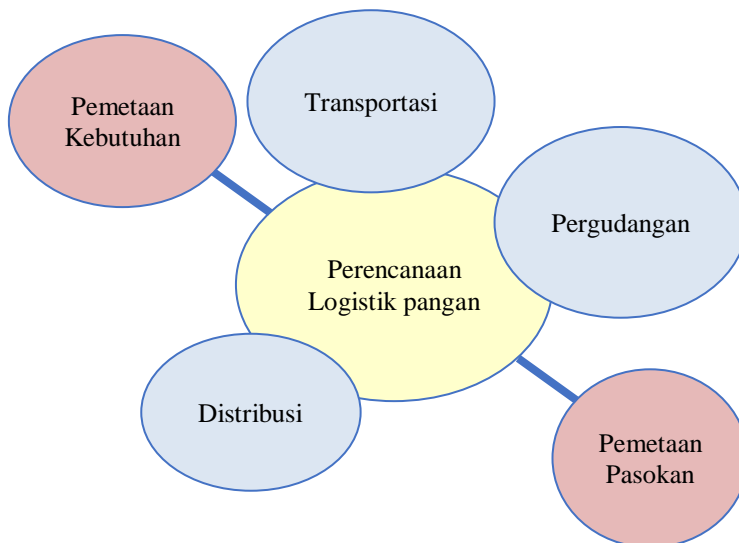 Pemetaan
Kebutuhan
Transportasi
Pergudangan
Perencanaan
Logistik pangan
Distribusi
Pemetaan
Pasokan